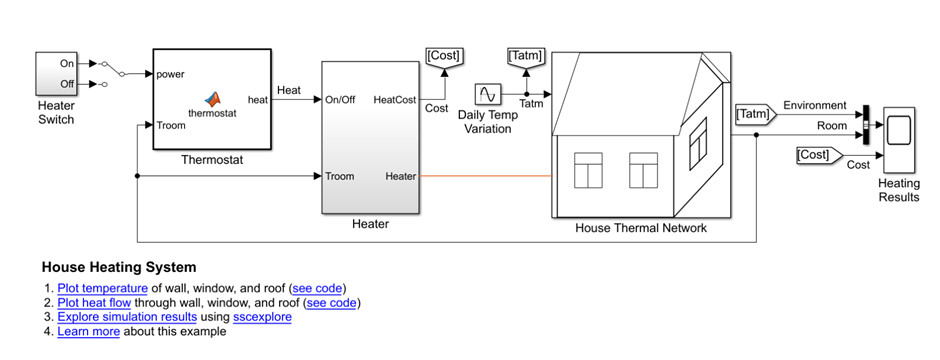 Heater
Switch
On
Off
power
Troom
heat
thermostat
Thermostat
Heat
On/Off
Troom
HeatCost
Heater
Heater
[Cost]
Cost
Daily Temp
Variation
[Tatm]
Tatm
House Thermal Network
[Tatm]
Environment
Room
[Cost]
Cost
Heating
Results
House Heating System
1. Plot temperature of wall, window, and roof (see code)
2. Plot heat flow through wall, window, and roof (see code)
3. Explore simulation results using sscexplore
4. Learn more about this example